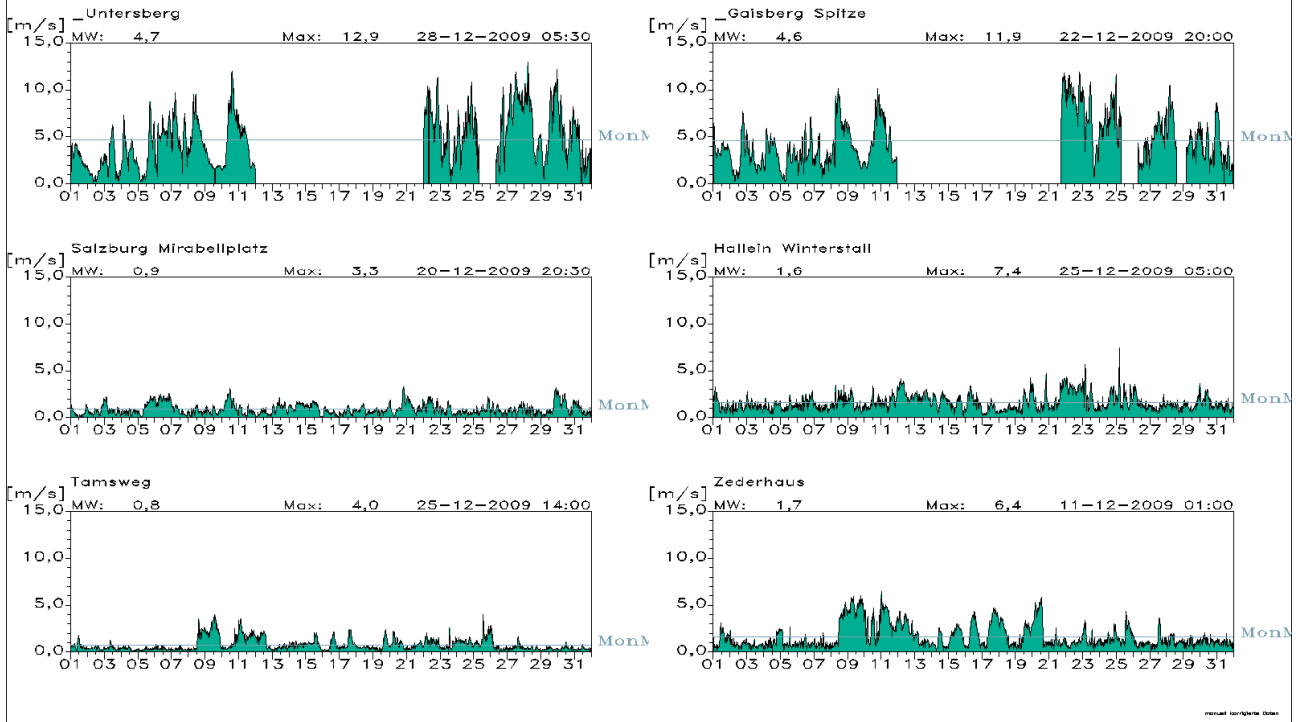 _Untersberg
[m/s] MW: 4,7 Max: 12,9 28-12-2009 05:30
15,0
10,0
5,0
0,0
MonM
01 03 05 07 09 11 13 15 17 19 21 23 25 27 29 31
_Gaisberg Spitze
[m/s] MW: 4,6 Max: 11,9 22-12-2009 20:00
15,0
10,0
5,0
0,0
MonM
01 03 05 07 09 11 13 15 17 19 21 23 25 27 29 31
Salzburg Mirabellplatz
[m/s] MW: 0,9 Max: 3,3 20-12-2009 20:30
15,0
10,0
5,0
0,0
MonM
01 03 05 07 09 11 13 15 17 19 21 23 25 27 29 31
Hallein Winterstall
[m/s] MW: 1,6 Max: 7,4 25-12-2009 05:00
15,0
10,0
5,0
0,0
MonM
01 03 05 07 09 11 13 15 17 19 21 23 25 27 29 31
Tamsweg
[m/s] MW: 0,8 Max: 4,0 25-12-2009 14:00
15,0
10,0
5,0
0,0
MonM
01 03 05 07 09 11 13 15 17 19 21 23 25 27 29 31
Zederhaus
[m/s] MW: 1,7 Max: 6,4 11-12-2009 01:00
15,0
10,0
5,0
0,0
MonM
01 03 05 07 09 11 13 15 17 19 21 23 25 27 29 31
manuell korrigierte Daten